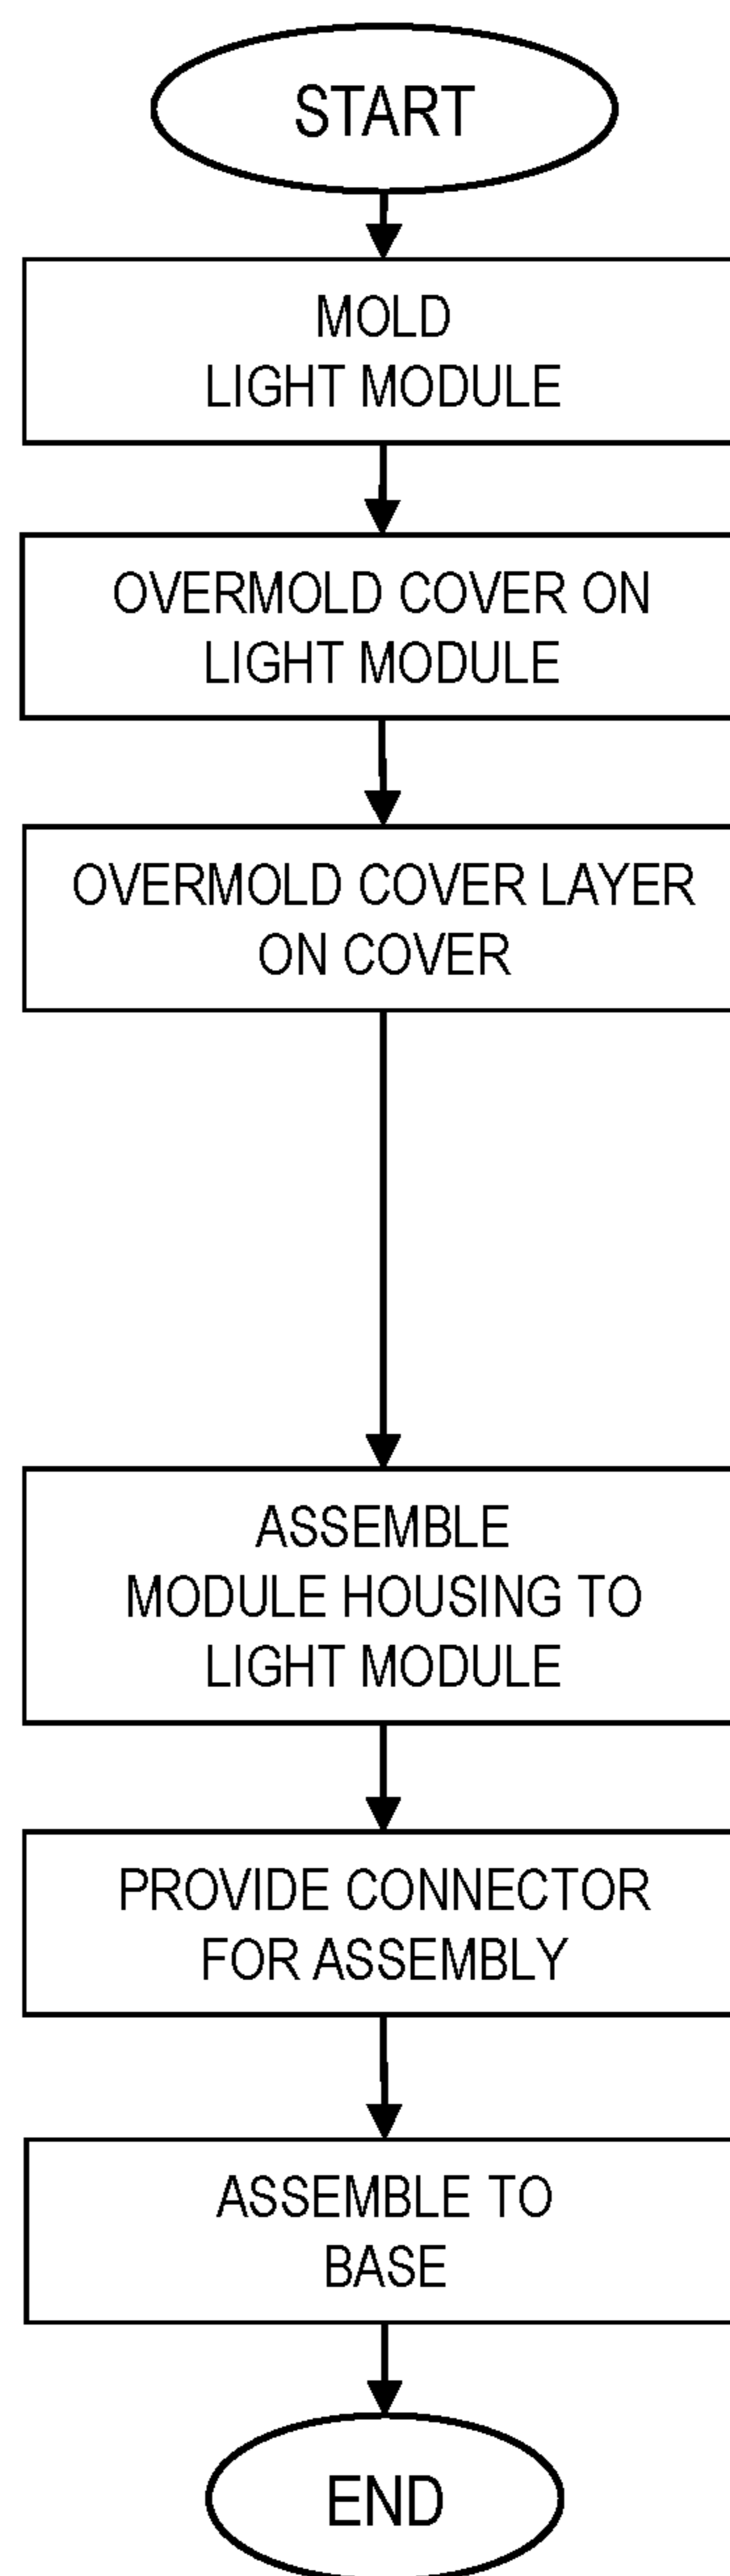 START
MOLD
LIGHT MODULE
OVERMOLD COVER ON
LIGHT MODULE
OVERMOLD COVER LAYER
ON COVER
ASSEMBLE
MODULE HOUSING TO
LIGHT MODULE
PROVIDE CONNECTOR
FOR ASSEMBLY
ASSEMBLE TO
BASE
END